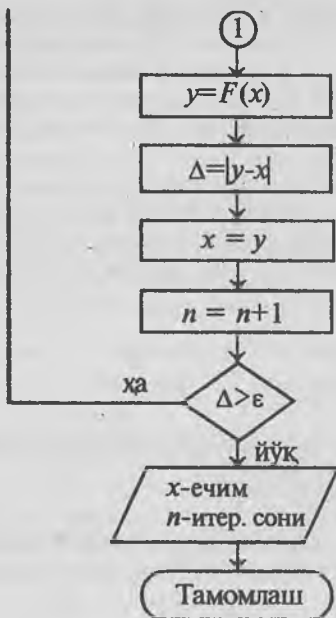 1
y=F(x)
Δ=|y-x|
x = y
n = n+1
ҳа
Δ>ε
йўқ
x-ечим
n-итер. сони
Тамомлаш